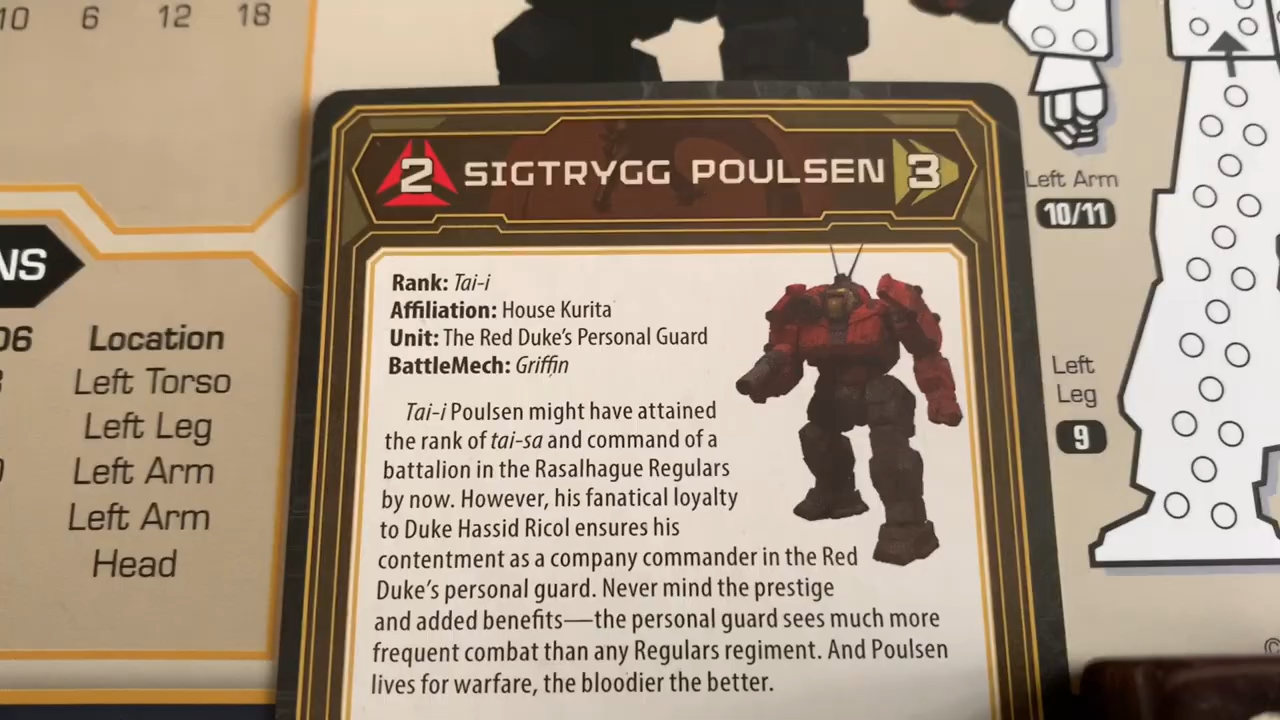 10 6 12 18
2 SIGTRYGG POULSEN 3
Rank: Tai-i
Affiliation: House Kurita
Unit: The Red Duke's Personal Guard
BattleMech: Griffin
Tai-i Poulsen might have attained
the rank of tai-sa and command of a
battalion in the Rasalhague Regulars
by now. However, his fanatical loyalty
to Duke Hassid Ricol ensures his
contentment as a company commander in the Red
Duke's personal guard. Never mind the prestige
and added benefits—the personal guard sees much more
frequent combat than any Regulars regiment. And Poulsen
lives for warfare, the bloodier the better.
NS
Location
Left Torso
Left Leg
Left Arm
Left Arm
Head
Left Arm
10/11
Left
Leg
9